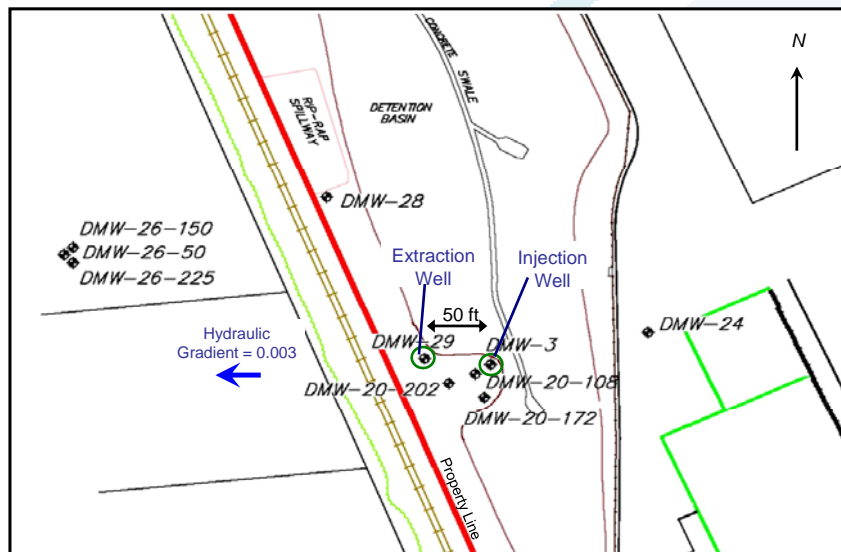 N
CONCRETE SWALE
RIP-RAP
SPILLWAY
DETENTION
BASIN
DMW-28
DMW-26-150
DMW-26-50
DMW-26-225
Extraction
Well
Injection
Well
50 ft
Hydraulic
Gradient = 0.003
DMW-29
DMW-3
DMW-24
DMW-20-108
DMW-20-202
DMW-20-172
Property Line